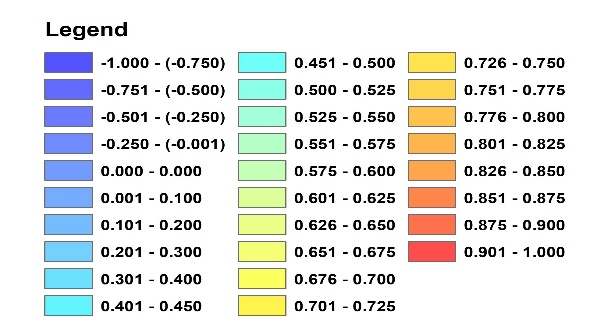 Legend
-1.000 - (-0.750)
-0.751 - (-0.500)
-0.501 - (-0.250)
-0.250 - (-0.001)
0.000 - 0.000
0.001 - 0.100
0.101 - 0.200
0.201 - 0.300
0.301 - 0.400
0.401 - 0.450
0.451 - 0.500
0.500 - 0.525
0.525 - 0.550
0.551 - 0.575
0.575 - 0.600
0.601 - 0.625
0.626 - 0.650
0.651 - 0.675
0.676 - 0.700
0.701 - 0.725
0.726 - 0.750
0.751 - 0.775
0.776 - 0.800
0.801 - 0.825
0.826 - 0.850
0.851 - 0.875
0.875 - 0.900
0.901 - 1.000